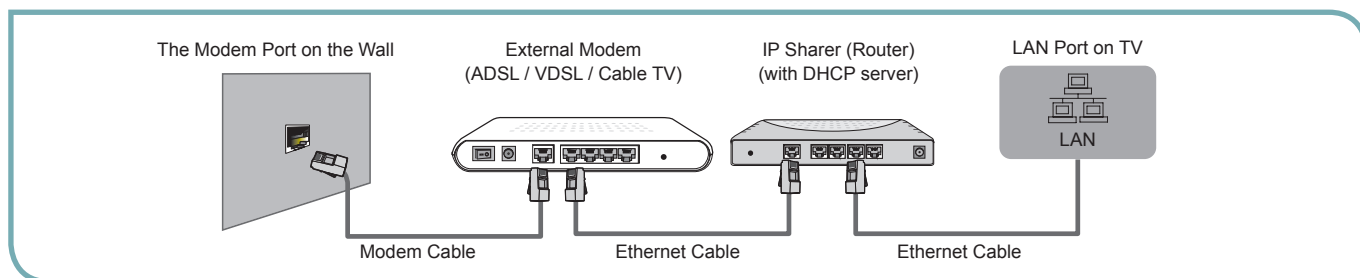 The Modem Port on the Wall
External Modem
(ADSL / VDSL / Cable TV)
IP Sharer (Router)
(with DHCP server)
LAN Port on TV
LAN
Modem Cable
Ethernet Cable
Ethernet Cable